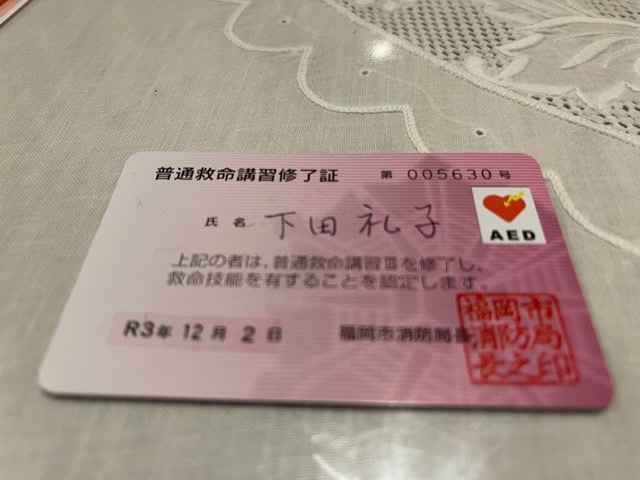 普通救命講習修了証 第 005630 号
氏名 下田礼子
AED
上記の者は、普通救命講習Ⅲを修了し、
救命技能を有することを認定します。
R3年 12月 2日 福岡市消防局長
福岡市
消防局
長之印